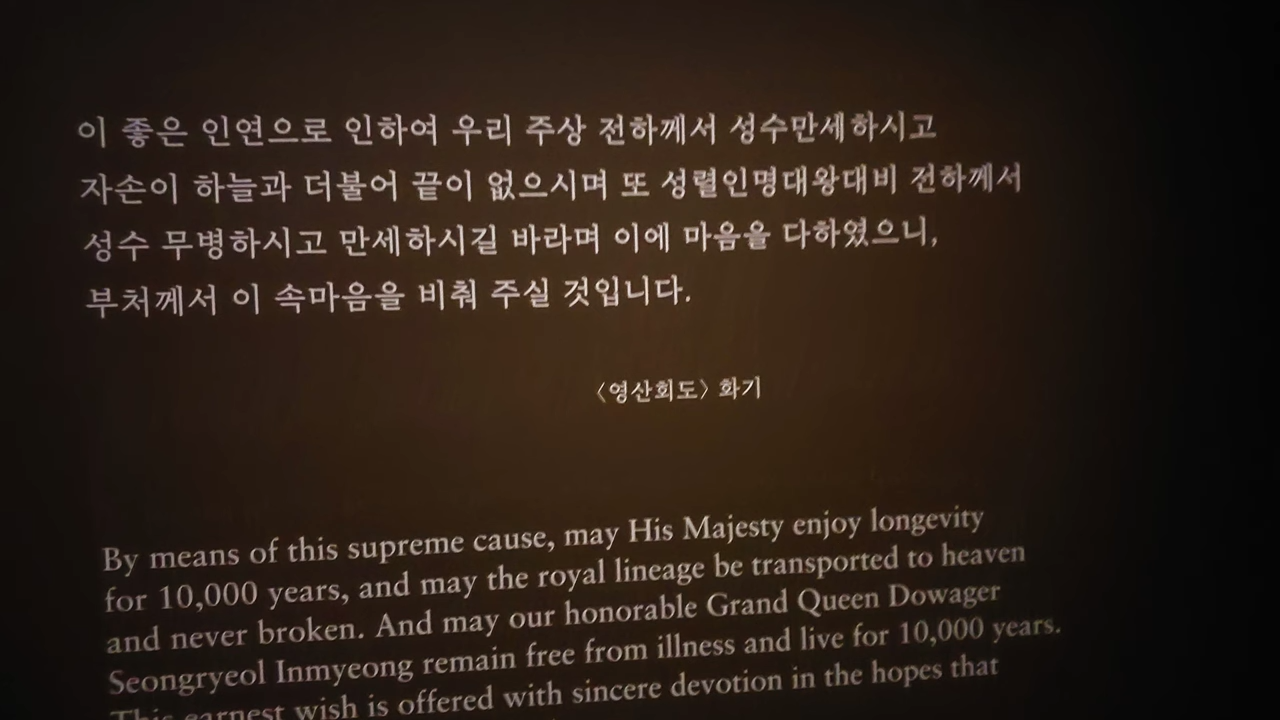 이 좋은 인연으로 인하여 우리 주상 전하께서 성수만세하시고
자손이 하늘과 더불어 끝이 없으시며 또 성렬인명대왕대비 전하께서
성수 무병하시고 만세하시길 바라며 이에 마음을 다하였으니,
부처께서 이 속마음을 비춰 주실 것입니다.
〈영산회도〉 화기
By means of this supreme cause, may His Majesty enjoy longevity
for 10,000 years, and may the royal lineage be transported to heaven
and never broken. And may our honorable Grand Queen Dowager
Seongryeol Inmyeong remain free from illness and live for 10,000 years.
This earnest wish is offered with sincere devotion in the hopes that